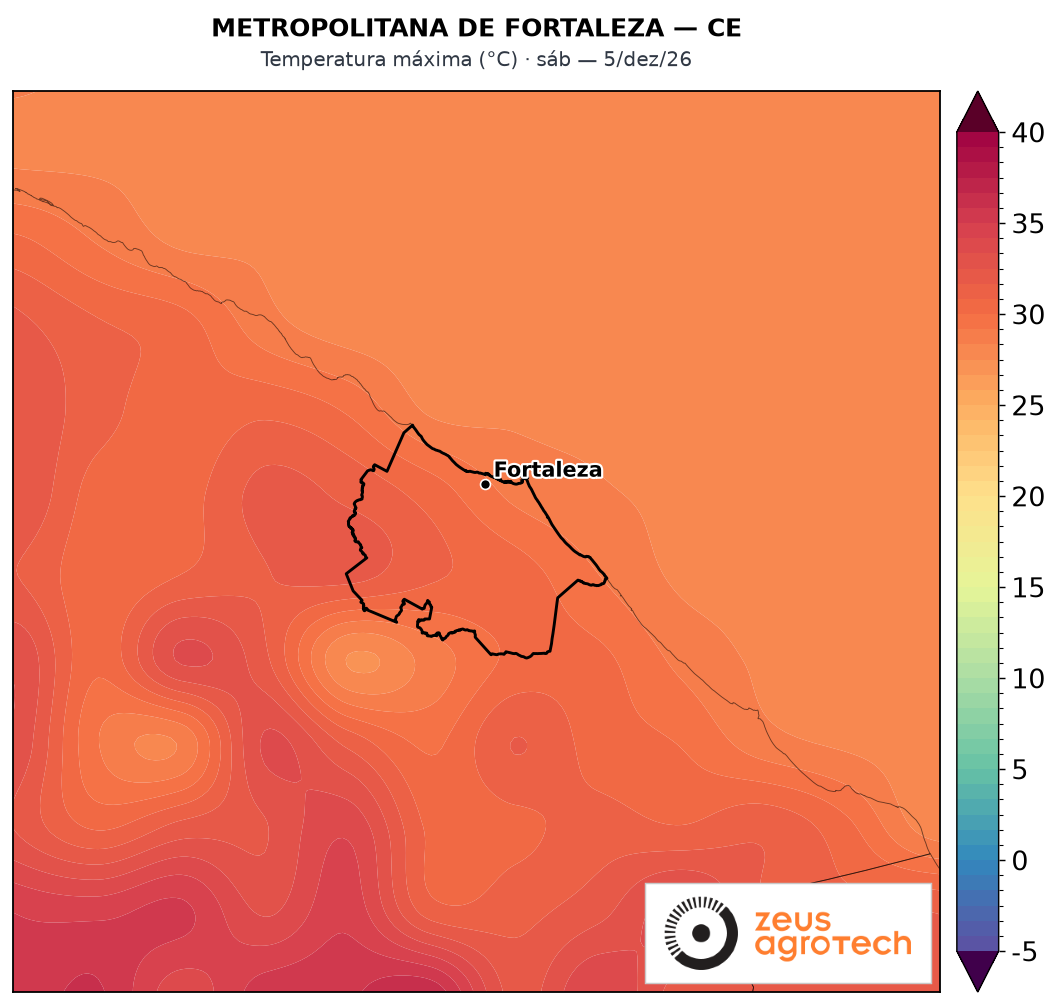 METROPOLITANA DE FORTALEZA — CE
Temperatura máxima (°C) · sáb — 5/dez/26
Fortaleza
40
35
30
25
20
15
10
5
0
-5
zeus
agrotech